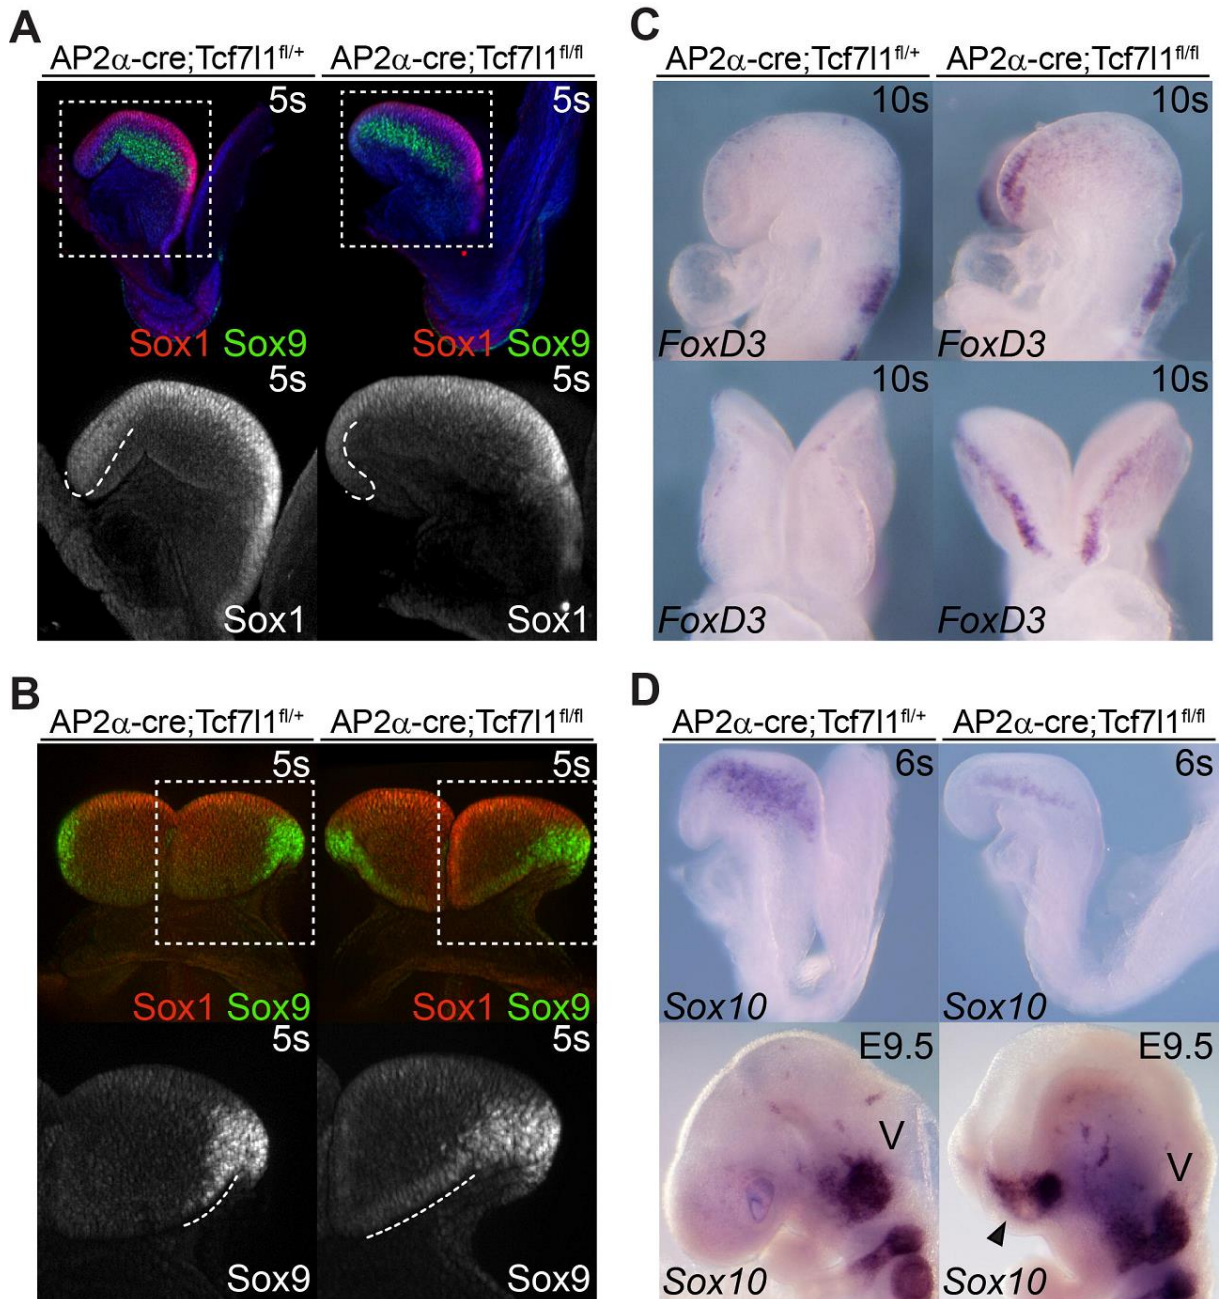 A
AP2α-cre;Tcf7l1fl/+ AP2α-cre;Tcf7l1fl/fl
5s 5s
Sox1 Sox9 Sox1 Sox9
5s 5s
Sox1 Sox1
B
AP2α-cre;Tcf7l1fl/+ AP2α-cre;Tcf7l1fl/fl
5s 5s
Sox1 Sox9 Sox1 Sox9
5s 5s
Sox9 Sox9
C
AP2α-cre;Tcf7l1fl/+ AP2α-cre;Tcf7l1fl/fl
10s 10s
FoxD3 FoxD3
10s 10s
FoxD3 FoxD3
D
AP2α-cre;Tcf7l1fl/+ AP2α-cre;Tcf7l1fl/fl
6s 6s
Sox10 Sox10
E9.5 E9.5
V V
Sox10 Sox10